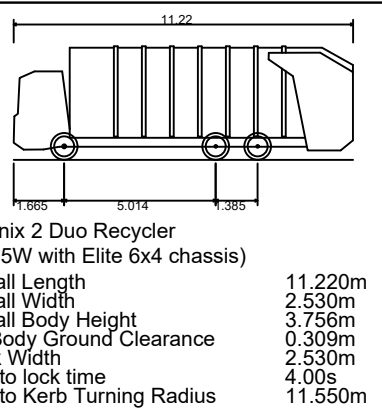 11.22
1.665 5.014 1.385
nix 2 Duo Recycler
5W with Elite 6x4 chassis)
all Length 11.220m
all Width 2.530m
all Body Height 3.756m
Body Ground Clearance 0.309m
k Width 2.530m
to lock time 4.00s
to Kerb Turning Radius 11.550m